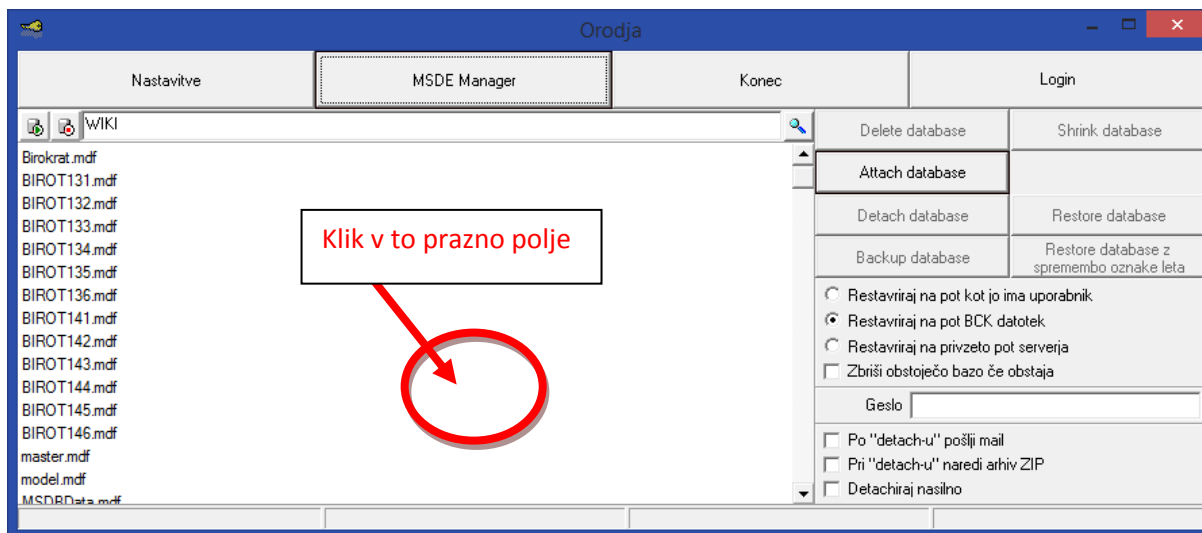 Orodja
Nastavitve
MSDE Manager
Konec
Login
WIKI
Birokrat.mdf
BIROT131.mdf
BIROT132.mdf
BIROT133.mdf
BIROT134.mdf
BIROT135.mdf
BIROT136.mdf
BIROT141.mdf
BIROT142.mdf
BIROT143.mdf
BIROT144.mdf
BIROT145.mdf
BIROT146.mdf
master.mdf
model.mdf
MSDBData.mdf
Klik v to prazno polje
Delete database
Shrink database
Attach database
Detach database
Restore database
Backup database
Restore database z
spremembo oznake leta
Restavriraj na pot kot jo ima uporabnik
Restavriraj na pot BCK datotek
Restavriraj na privzeto pot serverja
Zbriši obstoječo bazo če obstaja
Geslo
Po "detach-u" pošlji mail
Pri "detach-u" naredi arhiv ZIP
Detachiraj nasilno